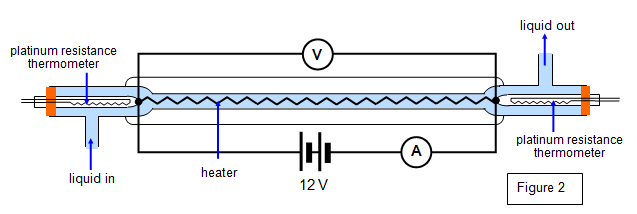 liquid out
V
platinum resistance
thermometer
platinum resistance
thermometer
A
liquid in
heater
12 V
Figure 2